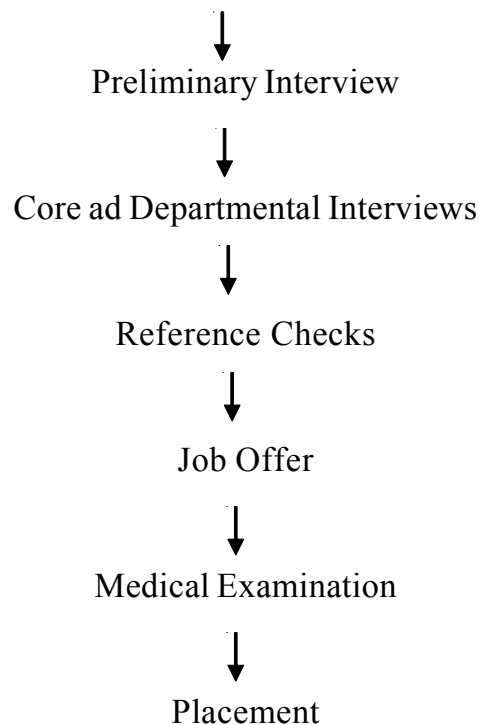 Preliminary Interview
Core ad Departmental Interviews
Reference Checks
Job Offer
Medical Examination
Placement